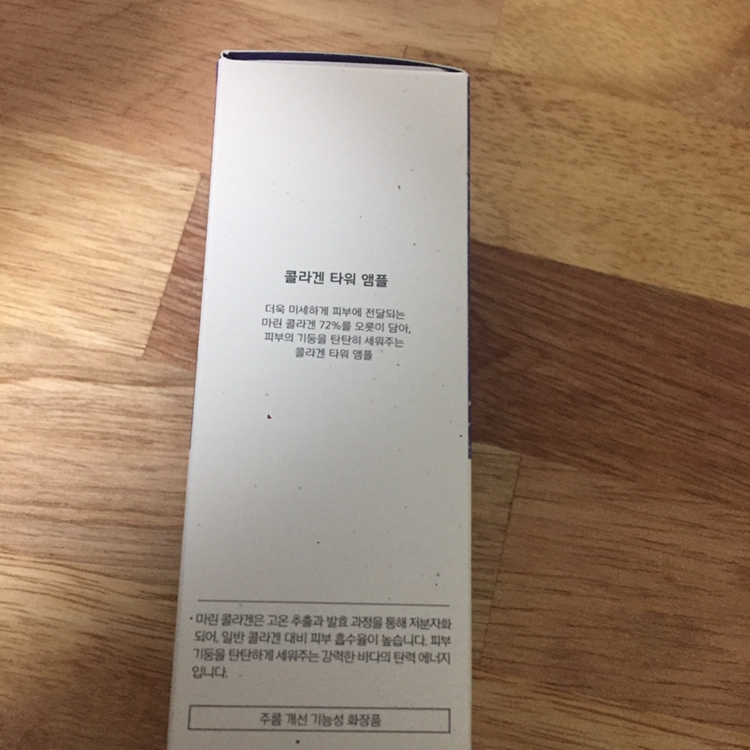 콜라겐 타워 앰플
더욱 미세하게 피부에 전달되는
마린 콜라겐 72%를 오롯이 담아,
피부의 기둥을 탄탄히 세워주는
콜라겐 타워 앰플
· 마린 콜라겐은 고온 추출과 발효 과정을 통해 저분자화
되어, 일반 콜라겐 대비 피부 흡수율이 높습니다. 피부
기둥을 탄탄하게 세워주는 강력한 바다의 탄력 에너지
입니다.
주름 개선 기능성 화장품